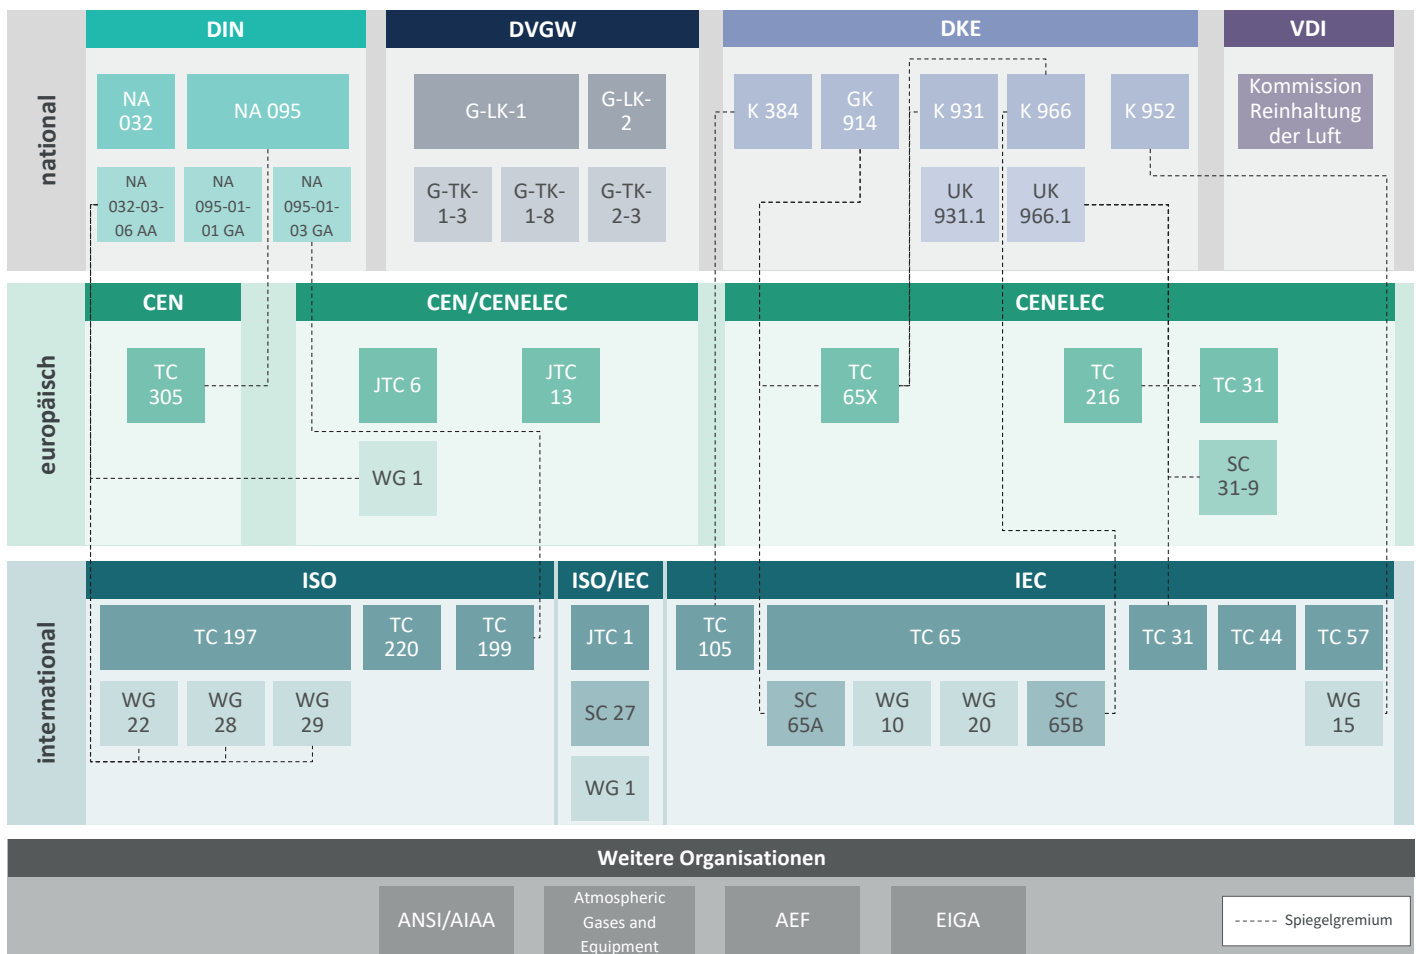 national
DIN
NA
032
NA 095
NA
032-03-
06 AA
NA
095-01-
01 GA
NA
095-01-
03 GA
DVGW
G-LK-1
G-LK-
2
G-TK-
1-3
G-TK-
1-8
G-TK-
2-3
DKE
K 384
GK
914
K 931
K 966
K 952
UK
931.1
UK
966.1
VDI
Kommission
Reinhaltung
der Luft
europäisch
CEN
TC
305
CEN/CENELEC
JTC 6
JTC
13
WG 1
CENELEC
TC
65X
TC
216
TC 31
SC
31-9
international
ISO
TC 197
TC
220
TC
199
WG
22
WG
28
WG
29
ISO/IEC
JTC 1
SC 27
WG 1
IEC
TC
105
TC 65
TC 31
TC 44
TC 57
SC
65A
WG
10
WG
20
SC
65B
WG
15
Weitere Organisationen
ANSI/AIAA
Atmospheric
Gases and
Equipment
AEF
EIGA
Spiegelgremium